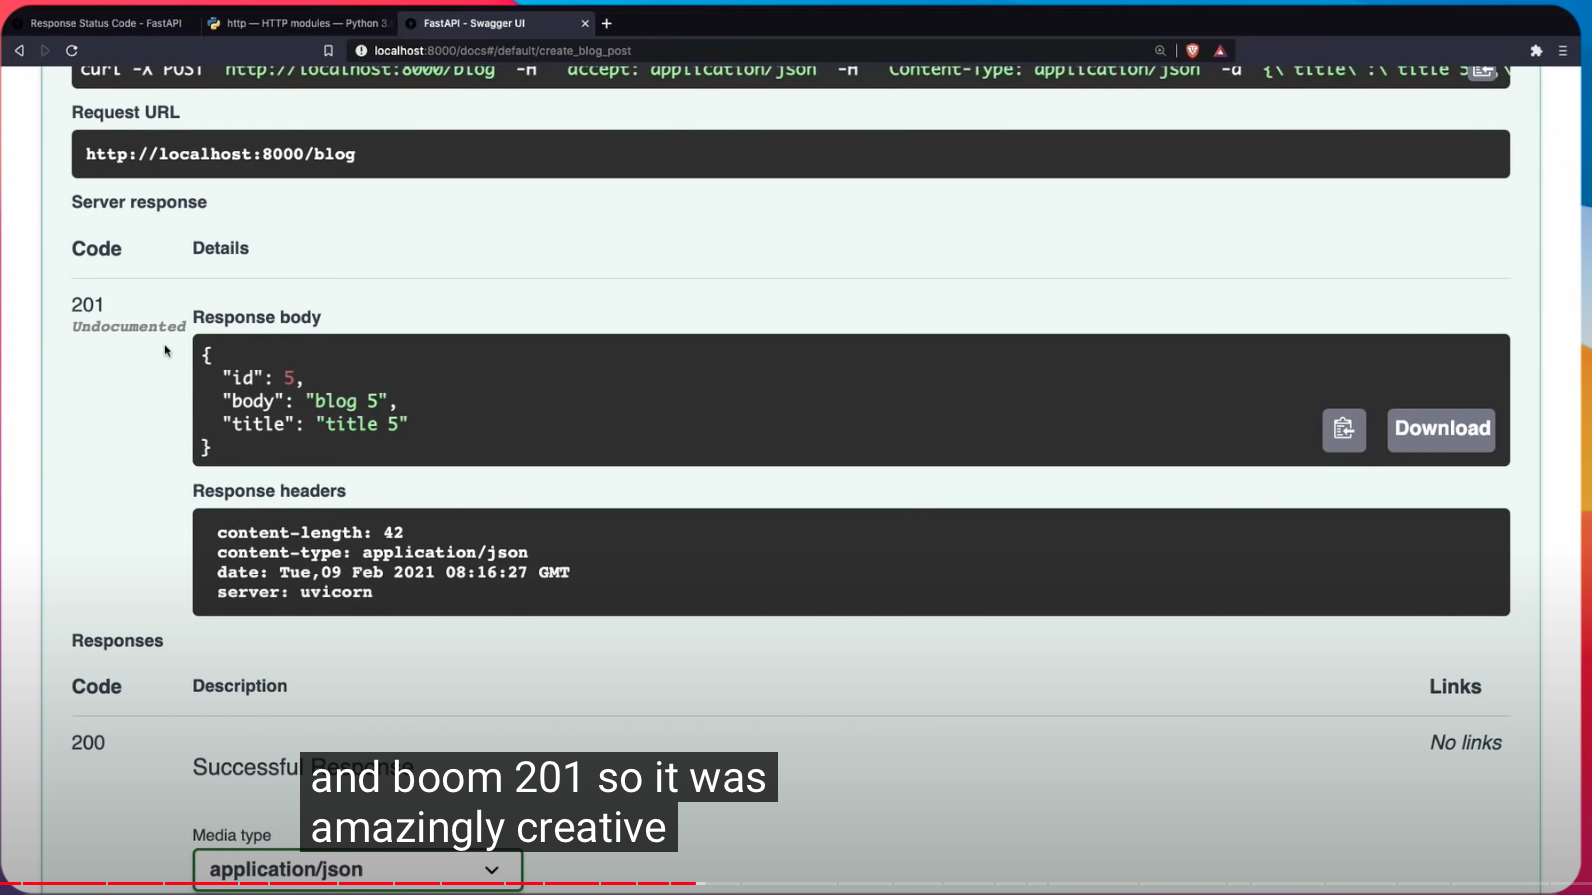 Response Status Code - FastAPI
http — HTTP modules — Python 3.
FastAPI - Swagger UI
localhost:8000/docs#/default/create_blog_post
curl -X POST http://localhost:8000/blog -H accept: application/json -H Content-Type: application/json -d {\ title\ :\ title 5
Request URL
http://localhost:8000/blog
Server response
Code Details
201
Undocumented
Response body
{
"id": 5,
"body": "blog 5",
"title": "title 5"
}
Download
Response headers
content-length: 42
content-type: application/json
date: Tue,09 Feb 2021 08:16:27 GMT
server: uvicorn
Responses
Code Description Links
200 No links
Successful Response
and boom 201 so it was
amazingly creative
Media type
application/json